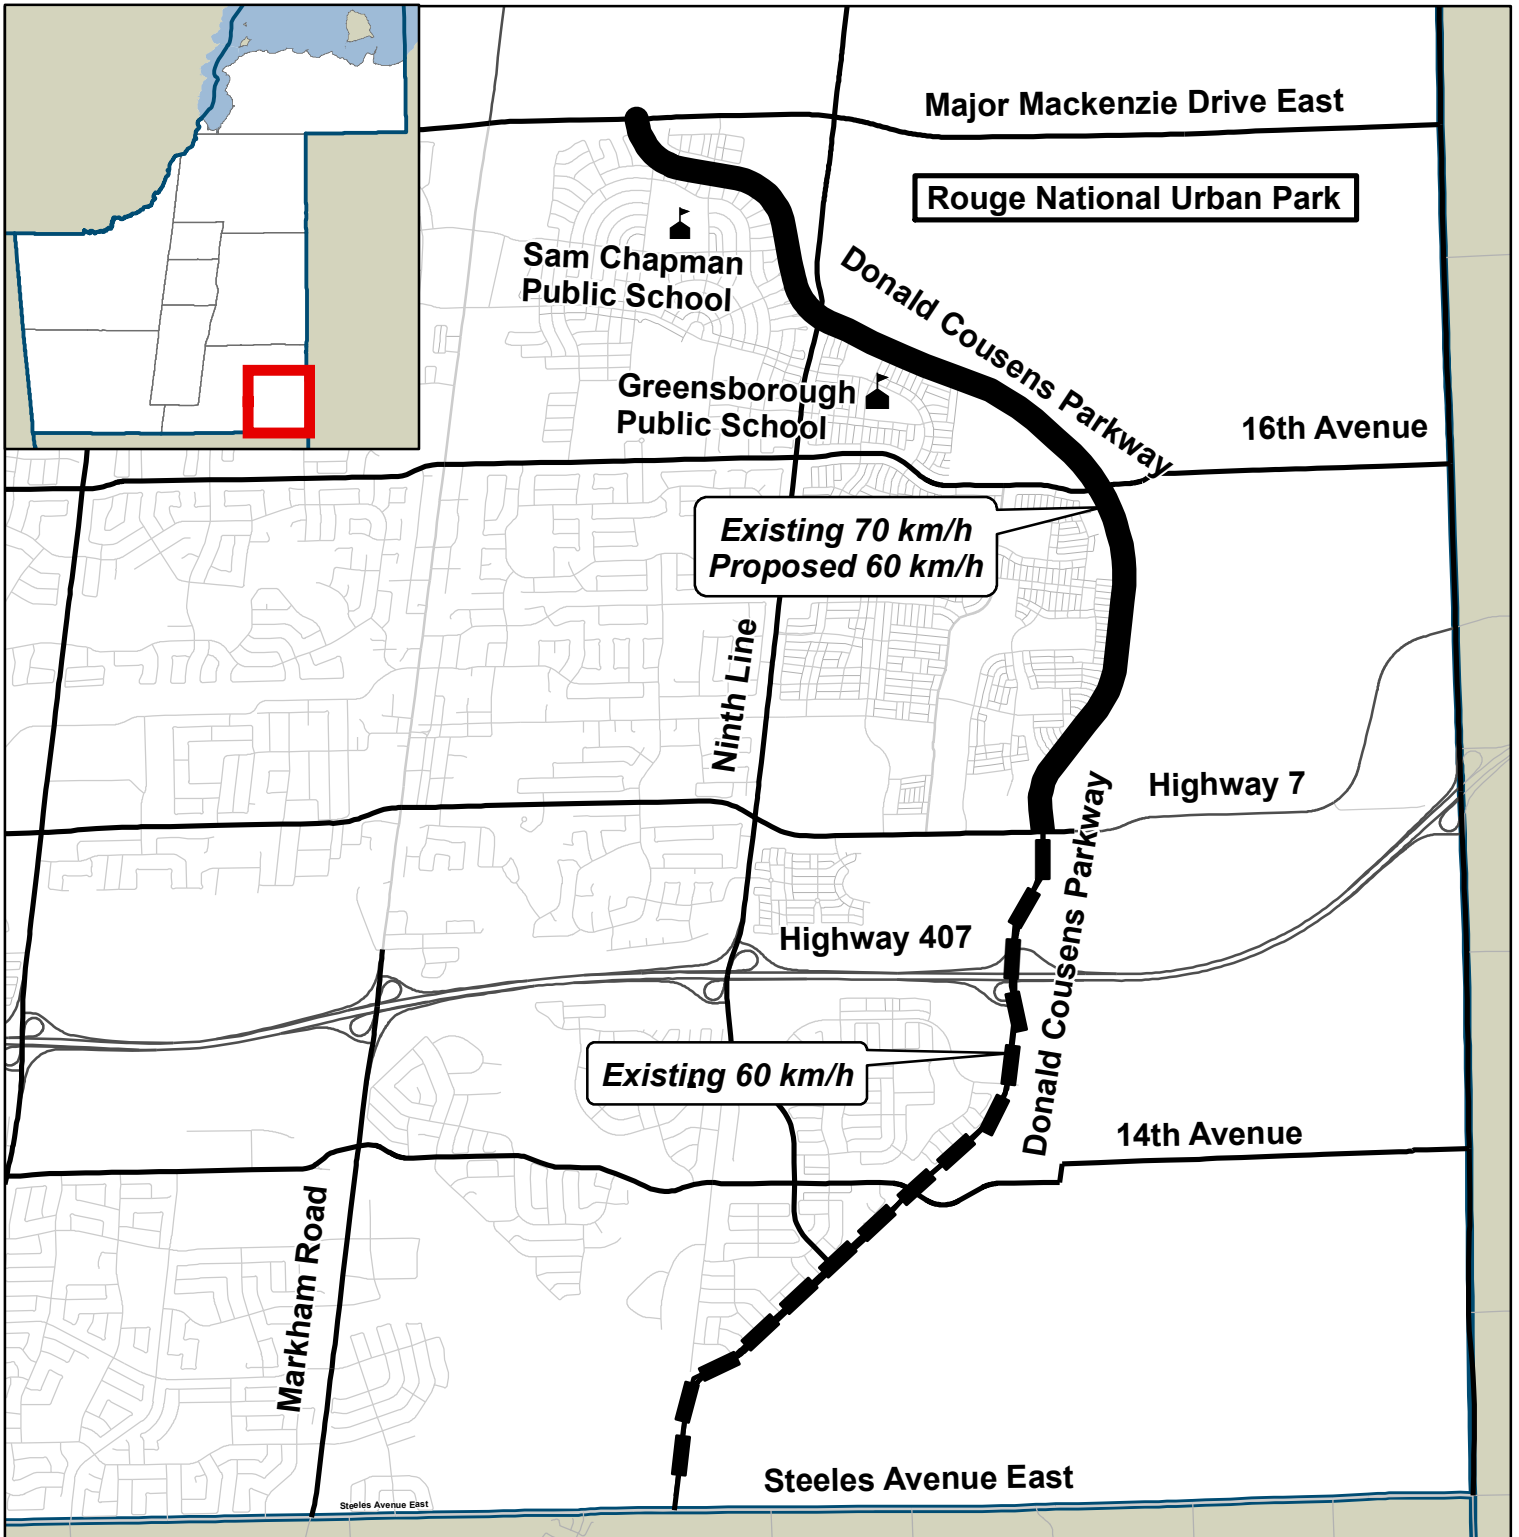 Major Mackenzie Drive East
Rouge National Urban Park
Sam Chapman
Public School
Donald Cousens Parkway
Greensborough
Public School
16th Avenue
Existing 70 km/h
Proposed 60 km/h
Ninth Line
Highway 7
Donald Cousens Parkway
Highway 407
Existing 60 km/h
14th Avenue
Markham Road
Steeles Avenue East
Steeles Avenue East